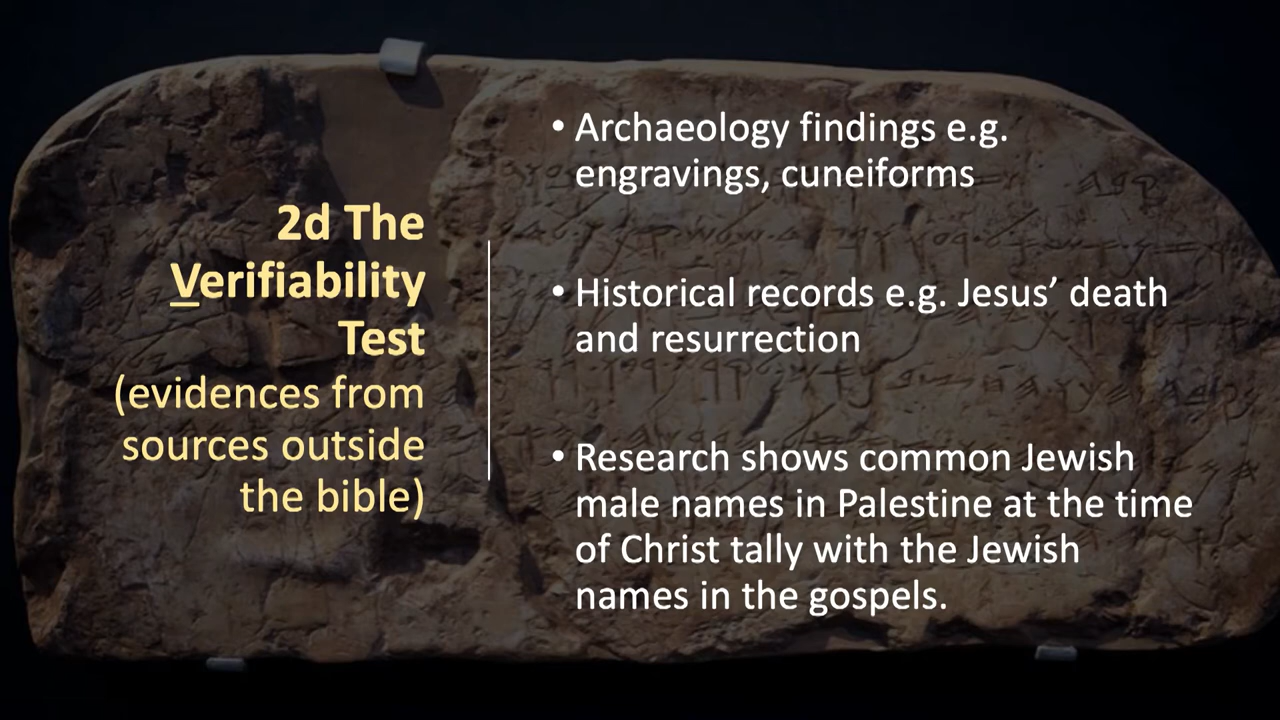 2d The
Verifiability
Test
(evidences from
sources outside
the bible)
• Archaeology findings e.g.
engravings, cuneiforms
• Historical records e.g. Jesus’ death
and resurrection
• Research shows common Jewish
male names in Palestine at the time
of Christ tally with the Jewish
names in the gospels.